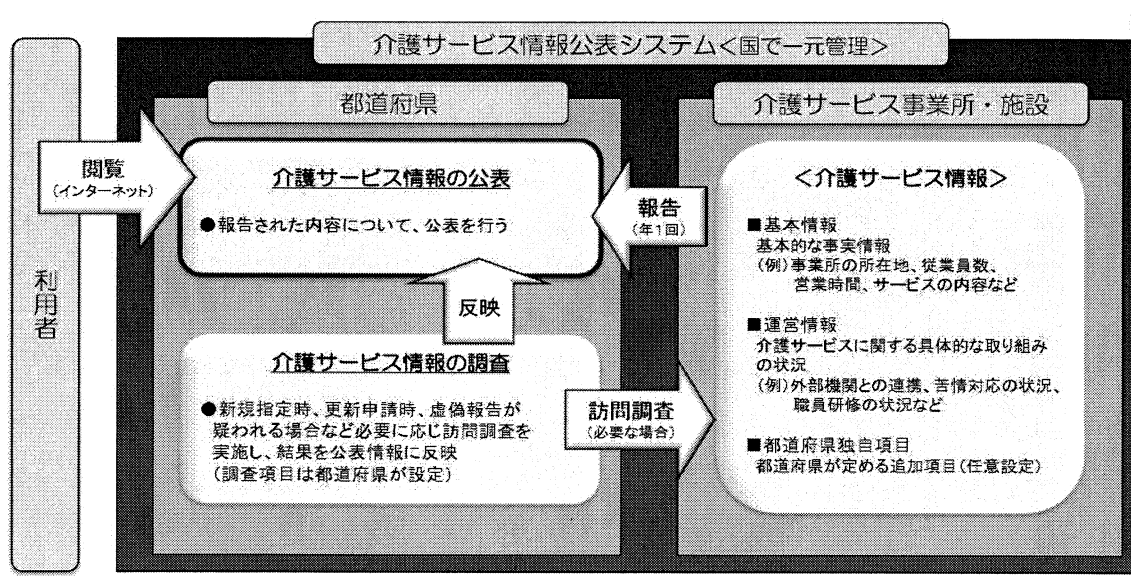 介護サービス情報公表システム<国で一元管理>
都道府県
介護サービス事業所・施設
利用者
閲覧
(インターネット)
介護サービス情報の公表
●報告された内容について、公表を行う
報告
(年1回)
反映
介護サービス情報の調査
●新規指定時、更新申請時、虚偽報告が
疑われる場合など必要に応じ訪問調査を
実施し、結果を公表情報に反映
(調査項目は都道府県が設定)
訪問調査
(必要な場合)
<介護サービス情報>
■基本情報
基本的な事実情報
(例)事業所の所在地、従業員数、
営業時間、サービスの内容など
■運営情報
介護サービスに関する具体的な取り組み
の状況
(例)外部機関との連携、苦情対応の状況、
職員研修の状況など
■都道府県独自項目
都道府県が定める追加項目(任意設定)